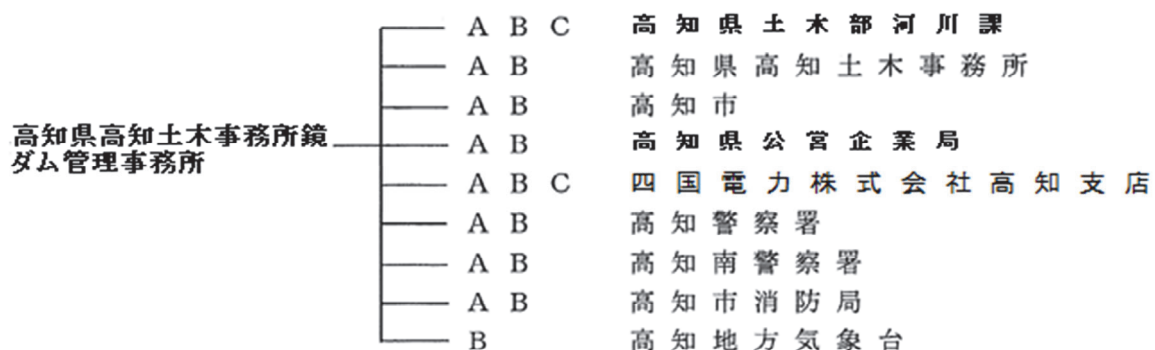 A B C 高知県土木部河川課
A B 高知県高知土木事務所
A B 高知市
高知県高知土木事務所鏡
ダム管理事務所
A B 高知県公営企業局
A B C 四国電力株式会社高知支店
A B 高知警察署
A B 高知南警察署
A B 高知市消防局
B 高知地方気象台